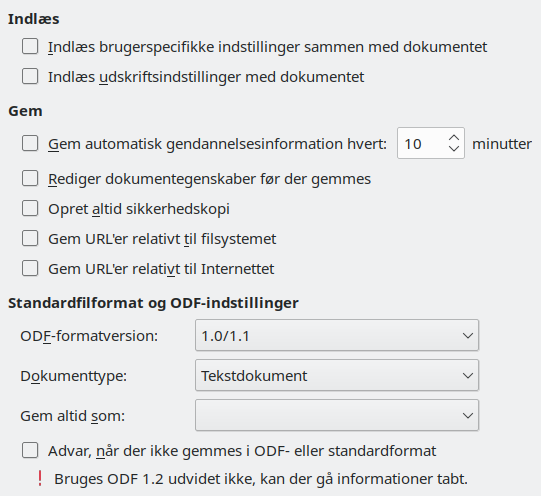 Indlæs
Indlæs brugerspecifikke indstillinger sammen med dokumentet
Indlæs udskriftsindstillinger med dokumentet
Gem
Gem automatisk gendannelsesinformation hvert: 10 minutter
Rediger dokumentegenskaber før der gemmes
Opret altid sikkerhedskopi
Gem URL'er relativt til filsystemet
Gem URL'er relativt til Internettet
Standardfilformat og ODF-indstillinger
ODF-formatversion: 1.0/1.1
Dokumenttype: Tekstdokument
Gem altid som:
Advar, når der ikke gemmes i ODF- eller standardformat
! Bruges ODF 1.2 udvidet ikke, kan der gå informationer tabt.